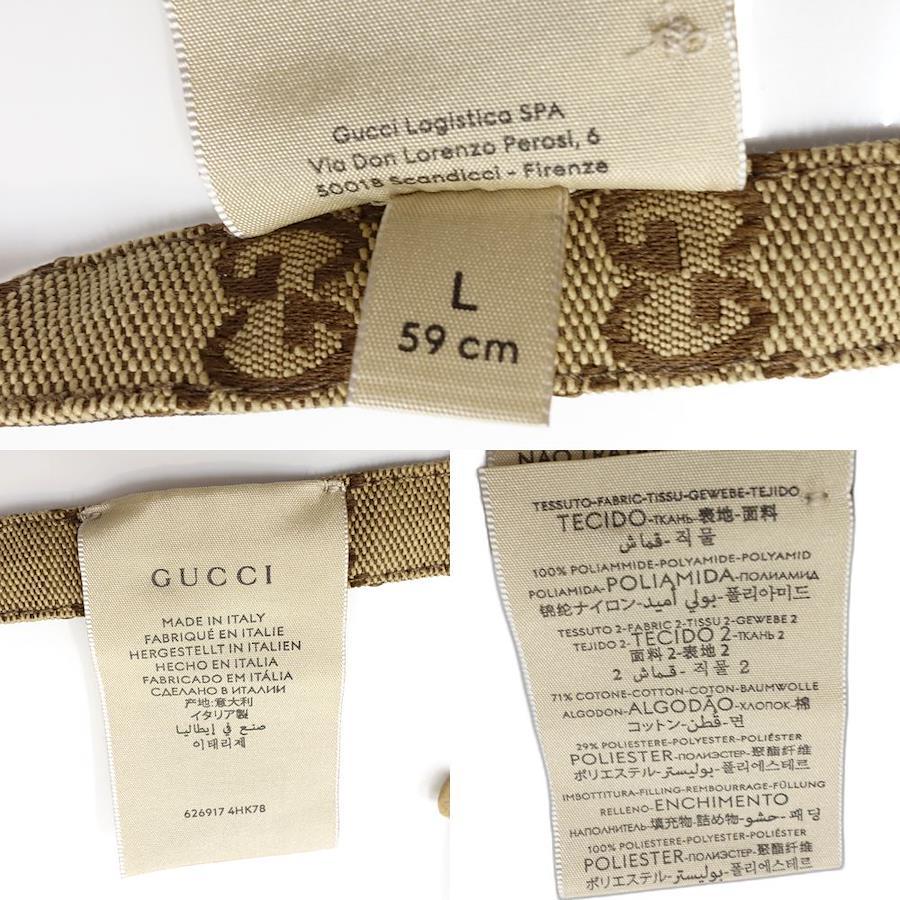 Gucci Logistica SPA
Via Don Lorenzo Perosi, 6
50018 Scandicci - Firenze
L
59 cm
GUCCI
MADE IN ITALY
FABRIQUÉ EN ITALIE
HERGESTELLT IN ITALIEN
HECHO EN ITALIA
FABRICADO EM ITÁLIA
СДЕЛАНО В ИТАЛИИ
产地:意大利
イタリア製
صنع في إيطاليا
이태리제
626917 4HK7B
TESSUTO-FABRIC-TISSU-GEWEBE-TEJIDO
TECIDO-ТКАНЬ-表地-面料
직물-قماش
100% POLIAMMIDE-POLYAMIDE-POLYAMID
POLIAMIDA-POLIAMIDA-ПОЛИАМИД
锦纶ナイロン-بولي أميد-폴리아미드
TESSUTO 2-FABRIC 2-TISSU 2-GEWEBE 2
TEJIDO 2-TECIDO 2-ТКАНЬ 2
面料 2-表地 2
2 قماش-직물 2
71% COTONE-COTTON-COTON-BAUMWOLLE
ALGODON-ALGODÃO-ХЛОПОК-棉
コットン-قطن-면
29% POLIESTERE-POLYESTER-POLIÉSTER
POLIESTER-ПОЛИЭСТЕР-聚酯纤维
ポリエステル-بوليستر-폴리에스테르
IMBOTTITURA-FILLING-REMBOURRAGE-FÜLLUNG
RELLENO-ENCHIMENTO
НАПОЛНИТЕЛЬ-填充物-詰め物-حشو-패딩
100% POLIESTERE-POLYESTER-POLIÉSTER
POLIESTER-ПОЛИЭСТЕР-聚酯纤维
ポリエステル-بوليستر-폴리에스테르